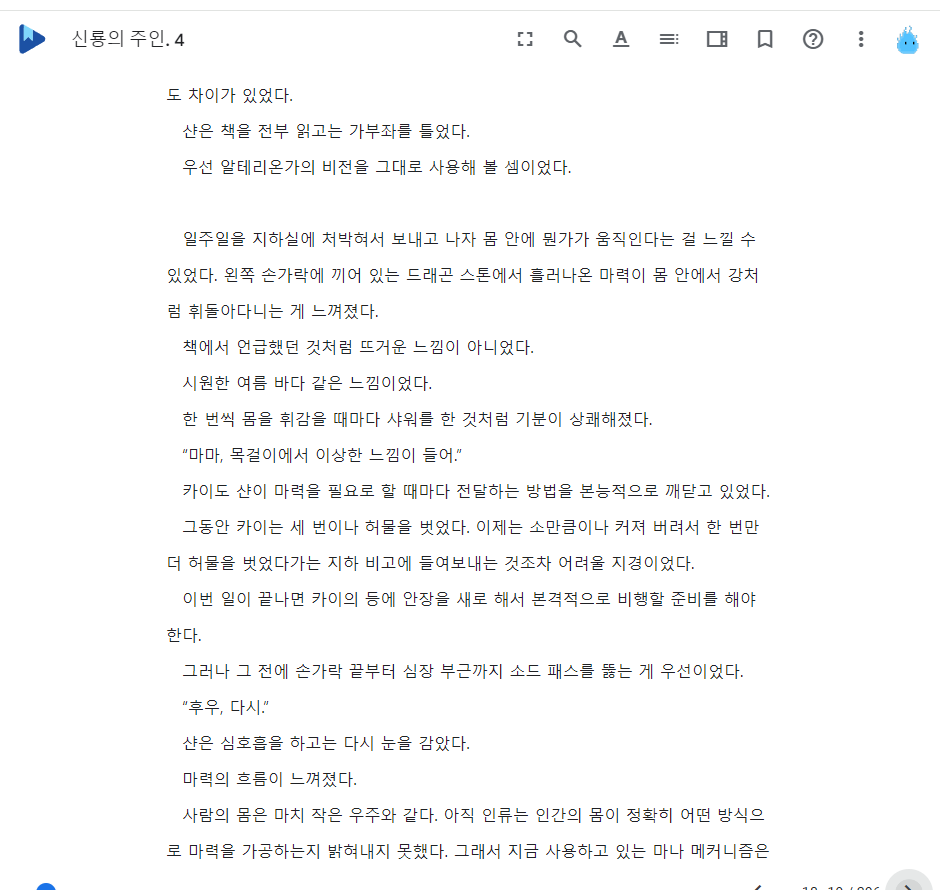 신룡의 주인. 4
도 차이가 있었다.
샨은 책을 전부 읽고는 가부좌를 틀었다.
우선 알테리온가의 비전을 그대로 사용해 볼 셈이었다.
일주일을 지하실에 처박혀서 보내고 나자 몸 안에 뭔가가 움직인다는 걸 느낄 수
있었다. 왼쪽 손가락에 끼어 있는 드래곤 스톤에서 흘러나온 마력이 몸 안에서 강처
럼 휘돌아다니는 게 느껴졌다.
책에서 언급했던 것처럼 뜨거운 느낌이 아니었다.
시원한 여름 바다 같은 느낌이었다.
한 번씩 몸을 휘감을 때마다 샤워를 한 것처럼 기분이 상쾌해졌다.
“마마, 목걸이에서 이상한 느낌이 들어.”
카이도 샨이 마력을 필요로 할 때마다 전달하는 방법을 본능적으로 깨닫고 있었다.
그동안 카이는 세 번이나 허물을 벗었다. 이제는 소만큼이나 커져 버려서 한 번만
더 허물을 벗었다가는 지하 비고에 들여보내는 것조차 어려울 지경이었다.
이번 일이 끝나면 카이의 등에 안장을 새로 해서 본격적으로 비행할 준비를 해야
한다.
그러나 그 전에 손가락 끝부터 심장 부근까지 소드 패스를 뚫는 게 우선이었다.
“후우, 다시.”
샨은 심호흡을 하고는 다시 눈을 감았다.
마력의 흐름이 느껴졌다.
사람의 몸은 마치 작은 우주와 같다. 아직 인류는 인간의 몸이 정확히 어떤 방식으
로 마력을 가공하는지 밝혀내지 못했다. 그래서 지금 사용하고 있는 마나 메커니즘은